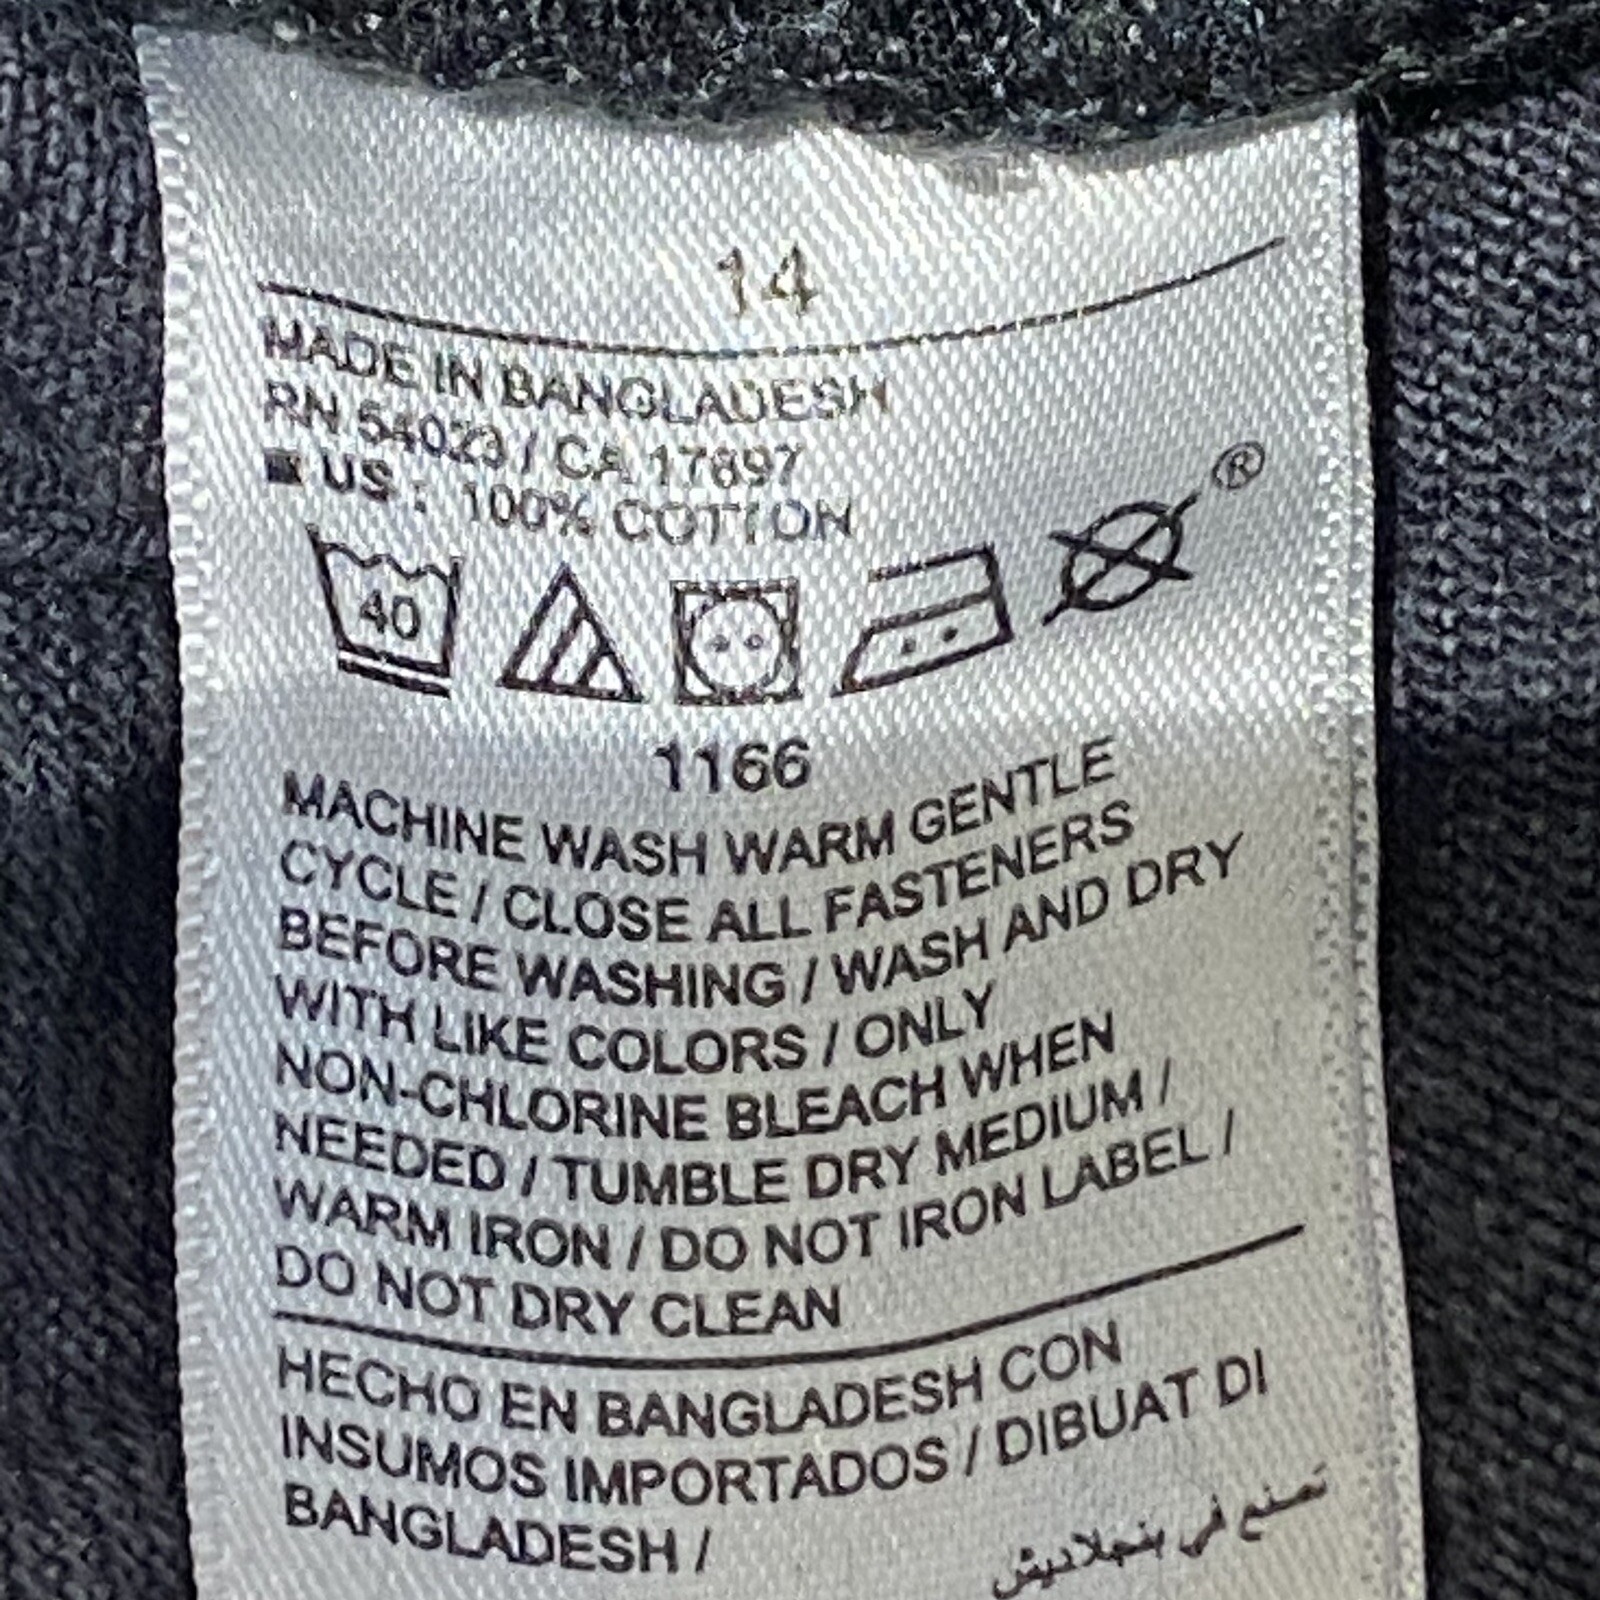 14
MADE IN BANGLADESH
RN 54023 / CA 17897
US : 100% COTTON
®
40
1166
MACHINE WASH WARM GENTLE
CYCLE / CLOSE ALL FASTENERS
BEFORE WASHING / WASH AND DRY
WITH LIKE COLORS / ONLY
NON-CHLORINE BLEACH WHEN
NEEDED / TUMBLE DRY MEDIUM /
WARM IRON / DO NOT IRON LABEL /
DO NOT DRY CLEAN
HECHO EN BANGLADESH CON
INSUMOS IMPORTADOS / DIBUAT DI
BANGLADESH /
تصنع في بنجلاديش